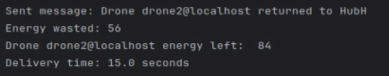 Sent message: Drone drone2@localhost returned to HubH
Energy wasted: 56
Drone drone2@localhost energy left:  84
Delivery time: 15.0 seconds